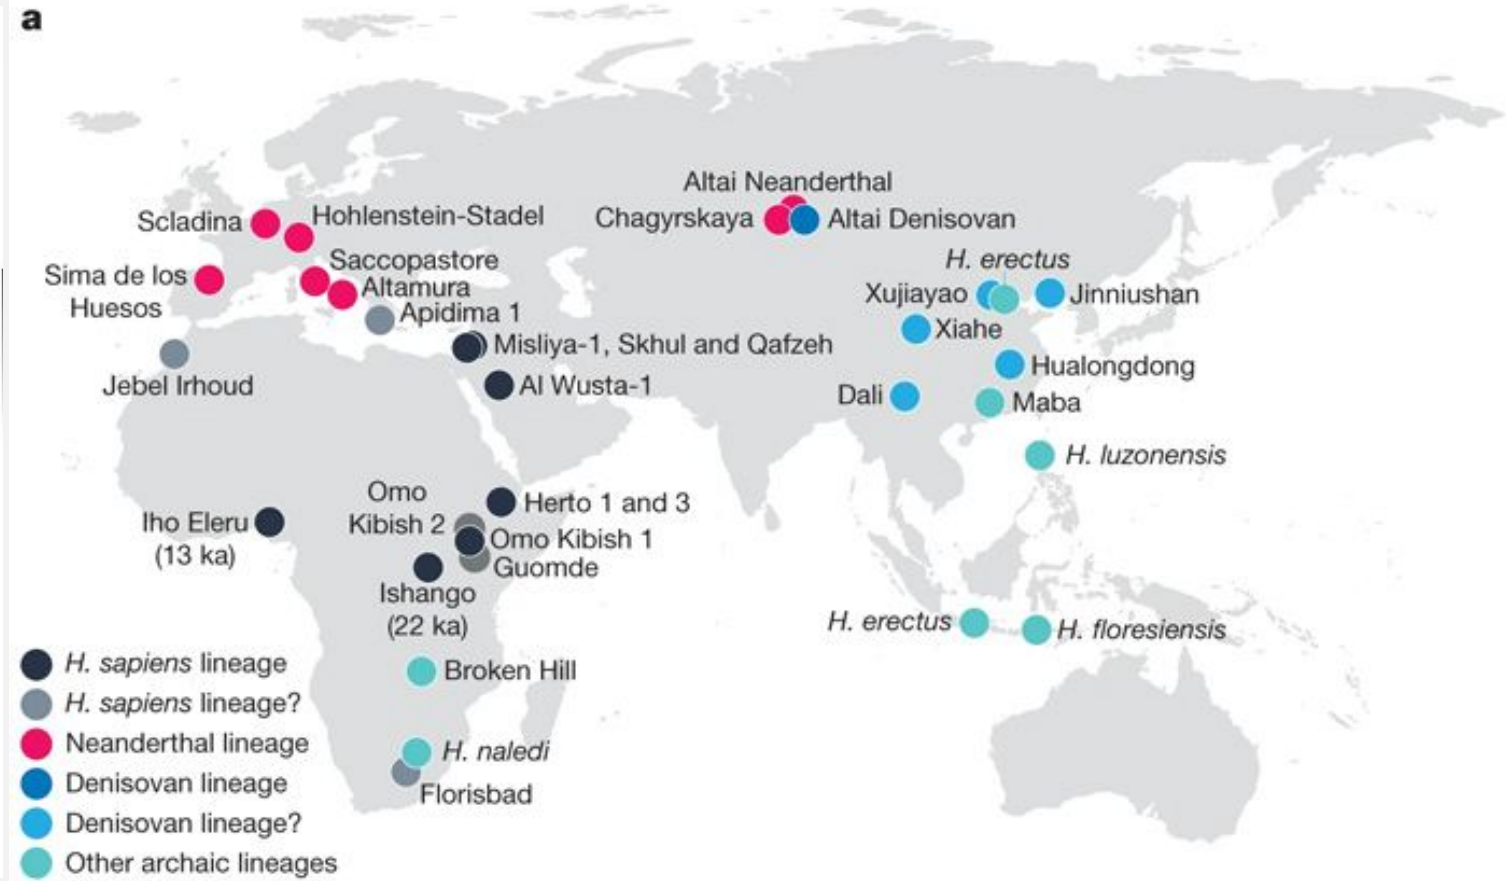 a
Altai Neanderthal
Scladina
Hohlenstein-Stadel
Chagyrskaya
Altai Denisovan
Sima de los
Huesos
Saccopastore
Altamura
Apidima 1
H. erectus
Xujiayao
Jinniushan
Xiahe
Misliya-1, Skhul and Qafzeh
Jebel Irhoud
Al Wusta-1
Hualongdong
Dali
Maba
H. luzonensis
Omo
Kibish 2
Herto 1 and 3
Iho Eleru
(13 ka)
Omo Kibish 1
Guomde
Ishango
(22 ka)
H. erectus
H. floresiensis
Broken Hill
H. naledi
Florisbad
H. sapiens lineage
H. sapiens lineage?
Neanderthal lineage
Denisovan lineage
Denisovan lineage?
Other archaic lineages